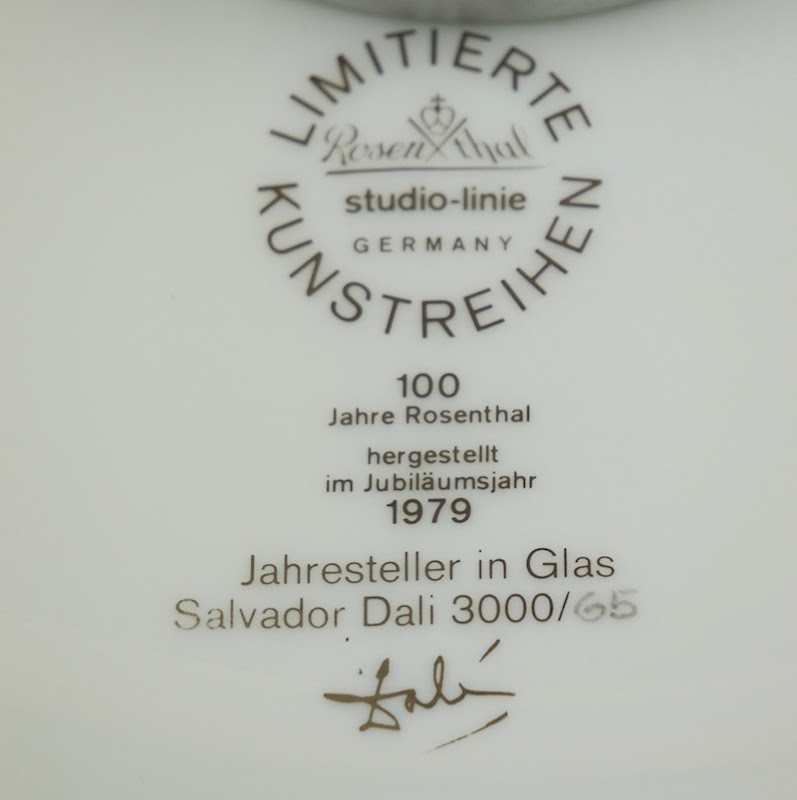 LIMITIERTE
Rosenthal
studio-linie
GERMANY
KUNSTREIHEN
100
Jahre Rosenthal
hergestellt
im Jubiläumsjahr
1979
Jahresteller in Glas
Salvador Dali 3000/65
Dalí